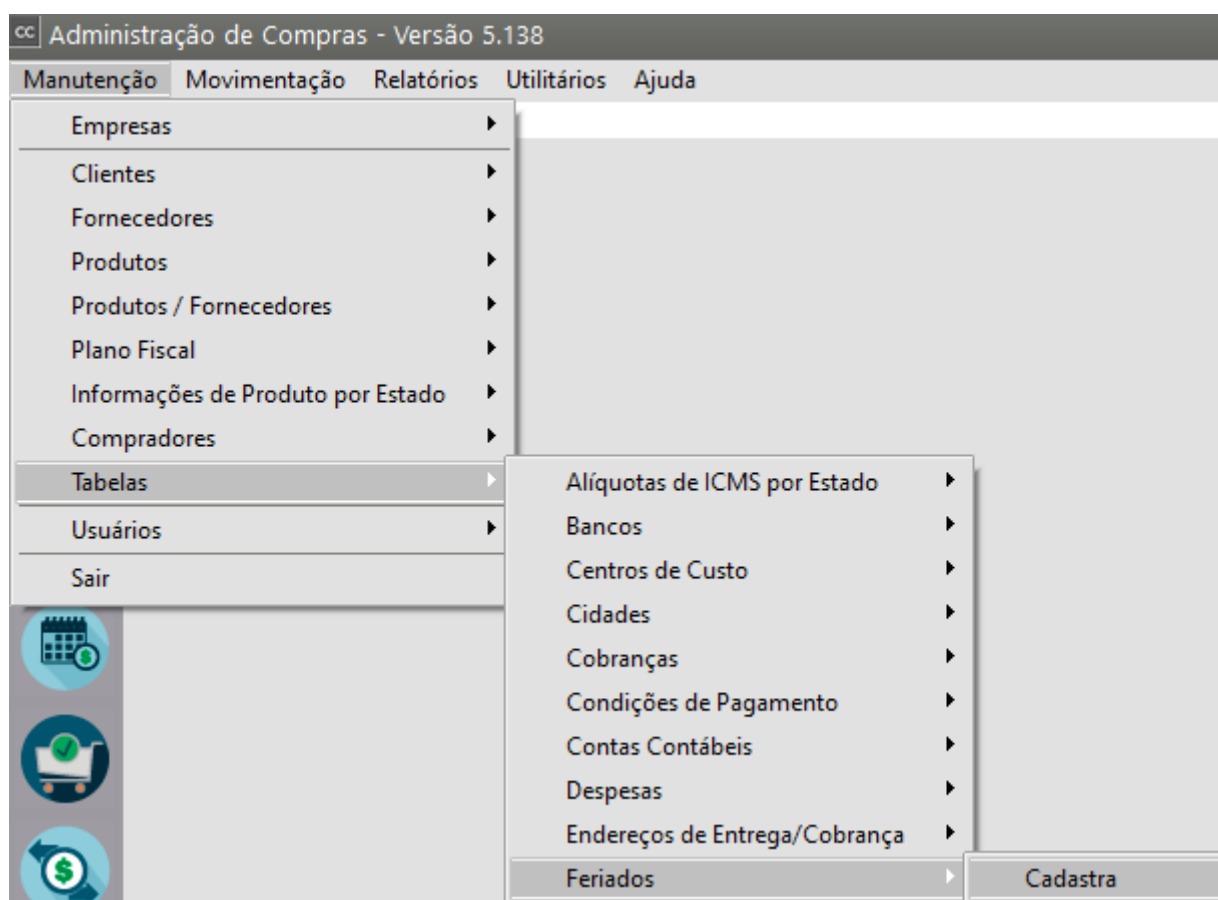 cc Administração de Compras - Versão 5.138
Manutenção Movimentação Relatórios Utilitários Ajuda
Empresas
Clientes
Fornecedores
Produtos
Produtos / Fornecedores
Plano Fiscal
Informações de Produto por Estado
Compradores
Tabelas
Usuários
Sair
Alíquotas de ICMS por Estado
Bancos
Centros de Custo
Cidades
Cobranças
Condições de Pagamento
Contas Contábeis
Despesas
Endereços de Entrega/Cobrança
Feriados
Cadastra